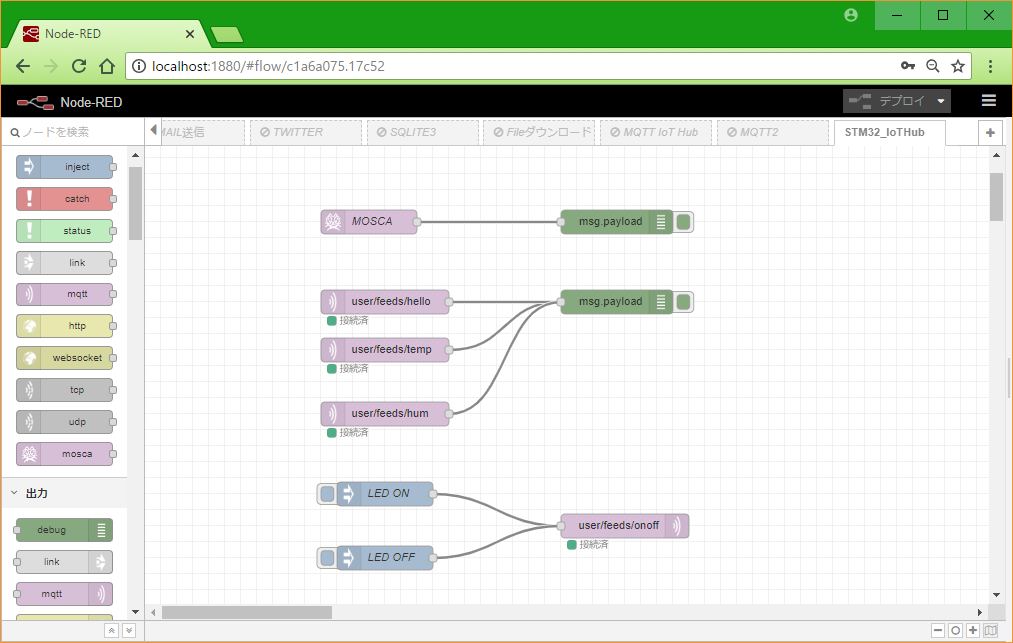 Node-RED
localhost:1880/#flow/c1a6a075.17c52
Node-RED
デプロイ
ノードを検索
MAIL送信
TWITTER
SQLITE3
Fileダウンロード
MQTT IoT Hub
MQTT2
STM32_IoTHub
inject
catch
status
link
mqtt
http
websocket
tcp
udp
mosca
出力
debug
link
mqtt
MOSCA
msg.payload
user/feeds/hello
接続済
msg.payload
user/feeds/temp
接続済
user/feeds/hum
接続済
LED ON
LED OFF
user/feeds/onoff
接続済